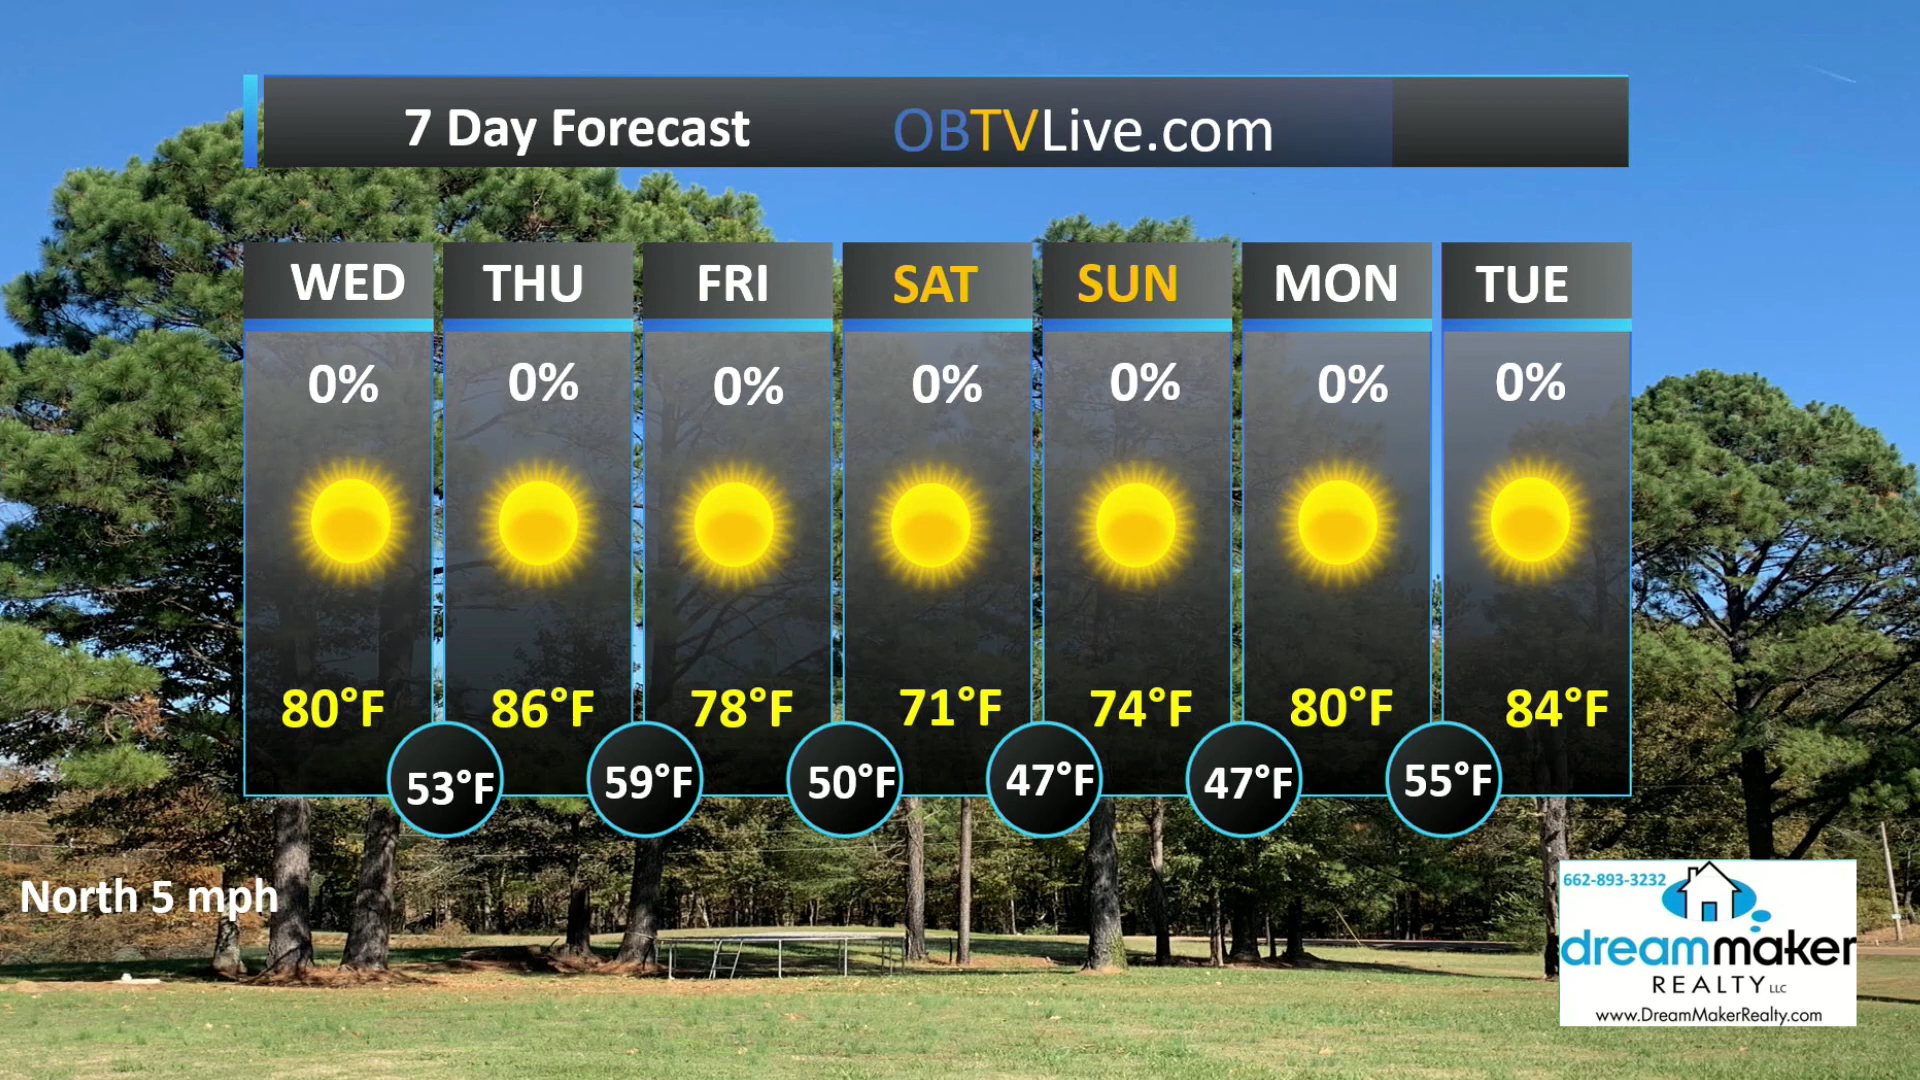 7 Day Forecast OBTVLive.com
WED THU FRI SAT SUN MON TUE
0% 0% 0% 0% 0% 0% 0%
80°F 86°F 78°F 71°F 74°F 80°F 84°F
53°F 59°F 50°F 47°F 47°F 55°F
North 5 mph
662-893-3232
dreammaker
REALTY LLC
www.DreamMakerRealty.com